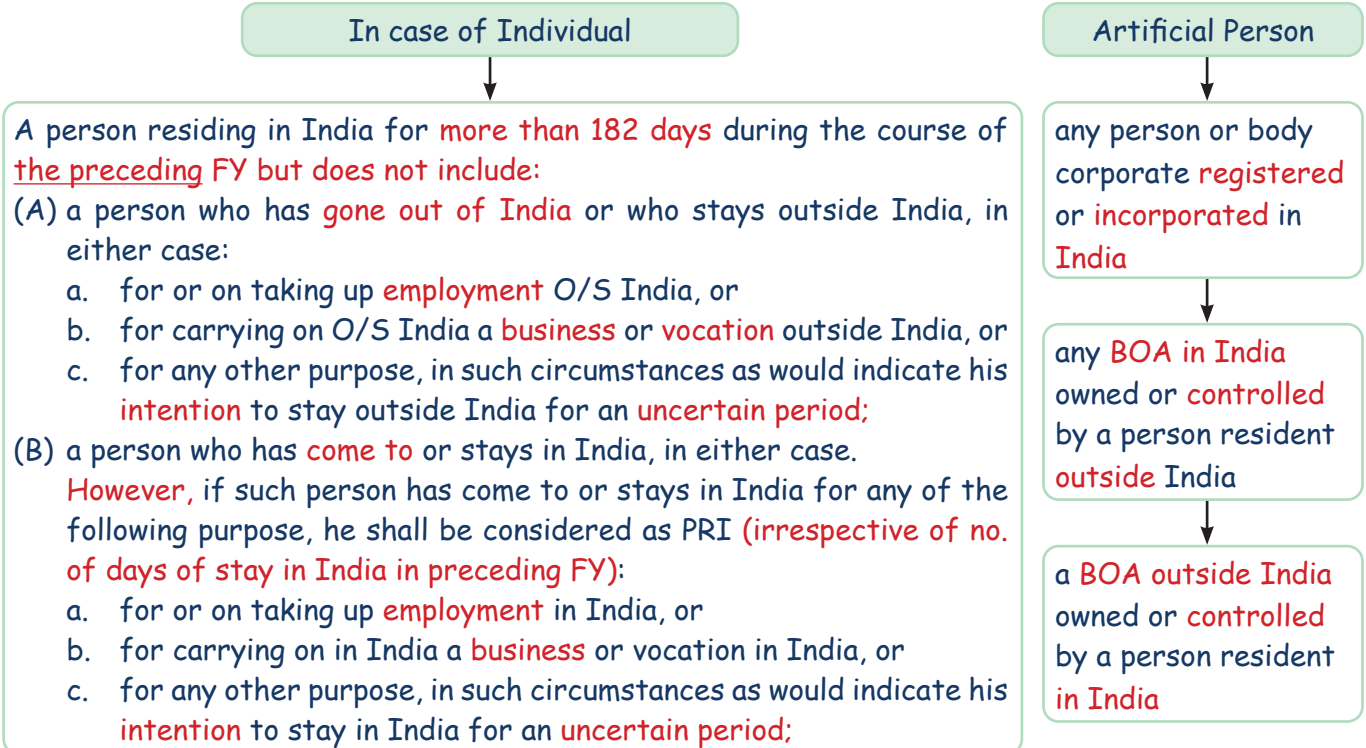 In case of Individual
A person residing in India for more than 182 days during the course of
the preceding FY but does not include:
(A) a person who has gone out of India or who stays outside India, in
either case:
a. for or on taking up employment O/S India, or
b. for carrying on O/S India a business or vocation outside India, or
c. for any other purpose, in such circumstances as would indicate his
intention to stay outside India for an uncertain period;
(B) a person who has come to or stays in India, in either case.
However, if such person has come to or stays in India for any of the
following purpose, he shall be considered as PRI (irrespective of no.
of days of stay in India in preceding FY):
a. for or on taking up employment in India, or
b. for carrying on in India a business or vocation in India, or
c. for any other purpose, in such circumstances as would indicate his
intention to stay in India for an uncertain period;
Artificial Person
any person or body
corporate registered
or incorporated in
India
any BOA in India
owned or controlled
by a person resident
outside India
a BOA outside India
owned or controlled
by a person resident
in India